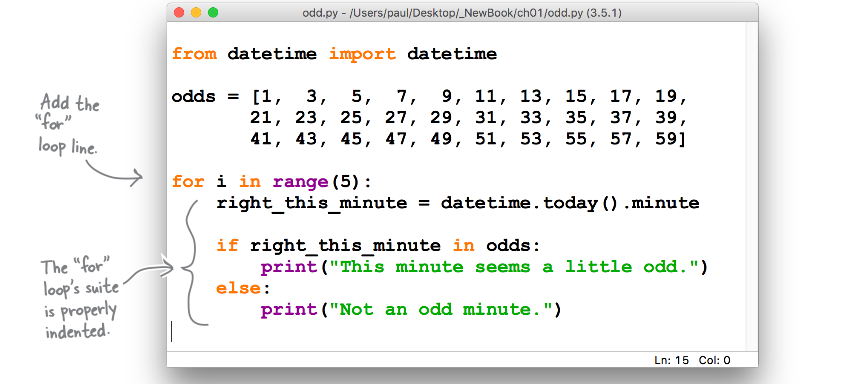 odd.py - /Users/paul/Desktop/_NewBook/ch01/odd.py (3.5.1)
from datetime import datetime
odds = [1,  3,  5,  7,  9, 11, 13, 15, 17, 19,
       21, 23, 25, 27, 29, 31, 33, 35, 37, 39,
       41, 43, 45, 47, 49, 51, 53, 55, 57, 59]
Add the
“for”
loop line.
for i in range(5):
    right_this_minute = datetime.today().minute
    if right_this_minute in odds:
        print("This minute seems a little odd.")
    else:
        print("Not an odd minute.")
The “for”
loop’s suite
is properly
indented.
Ln: 15  Col: 0